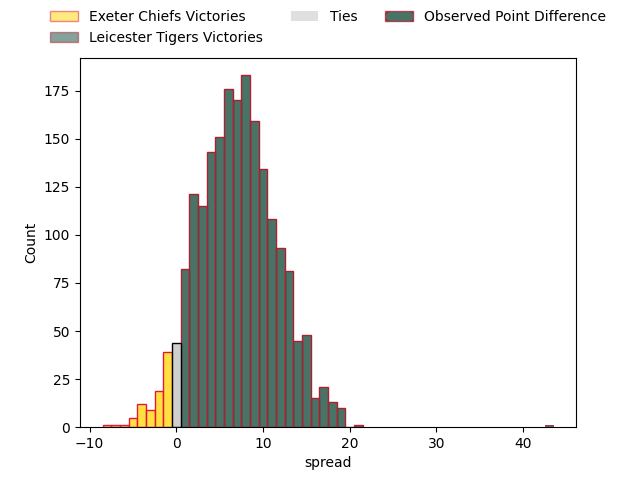 Exeter Chiefs Victories
Leicester Tigers Victories
Ties
Observed Point Difference
175
150
125
100
75
50
25
0
Count
−10 0 10 20 30 40
spread